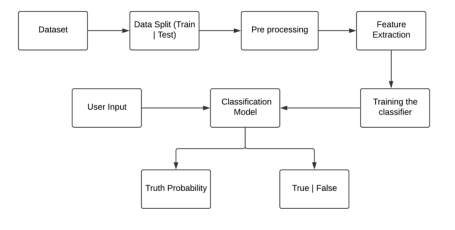 Dataset
Data Split (Train
| Test)
Pre processing
Feature
Extraction
User Input
Classification
Model
Training the
classifier
Truth Probability
True | False